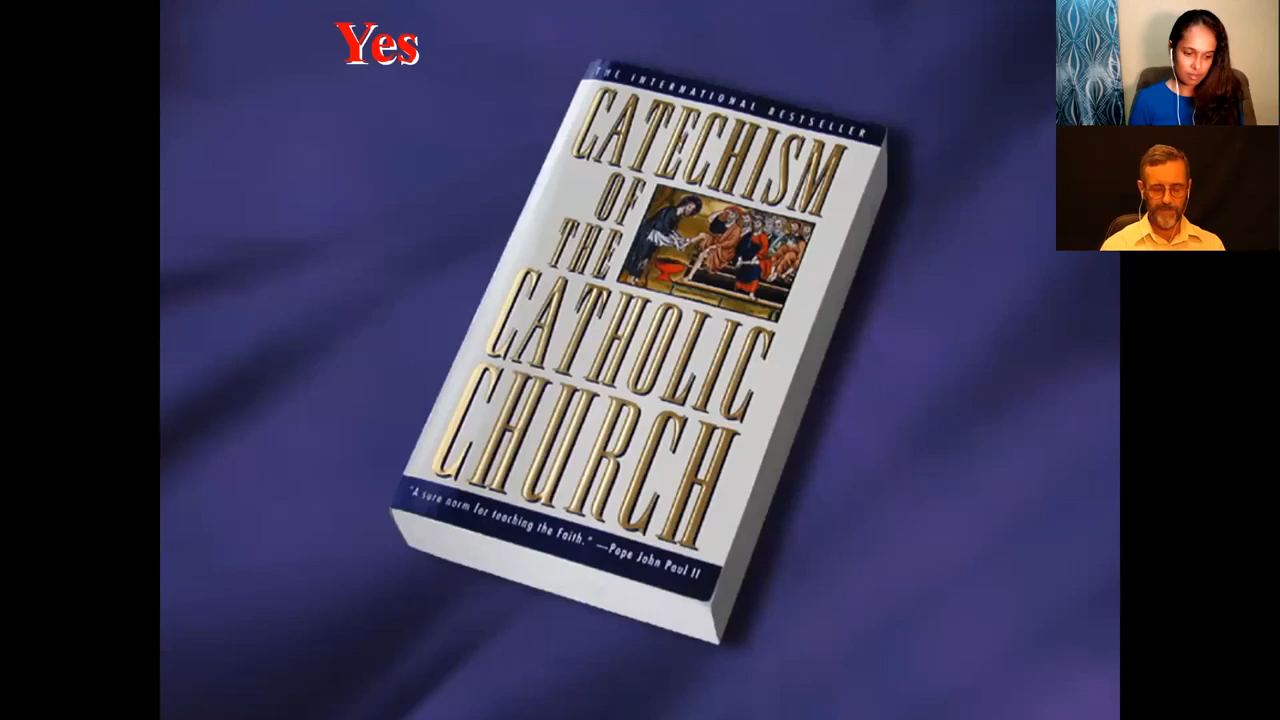 Yes
THE INTERNATIONAL BESTSELLER
CATECHISM
OF
THE
CATHOLIC
CHURCH
"A sure norm for teaching the Faith." —Pope John Paul II